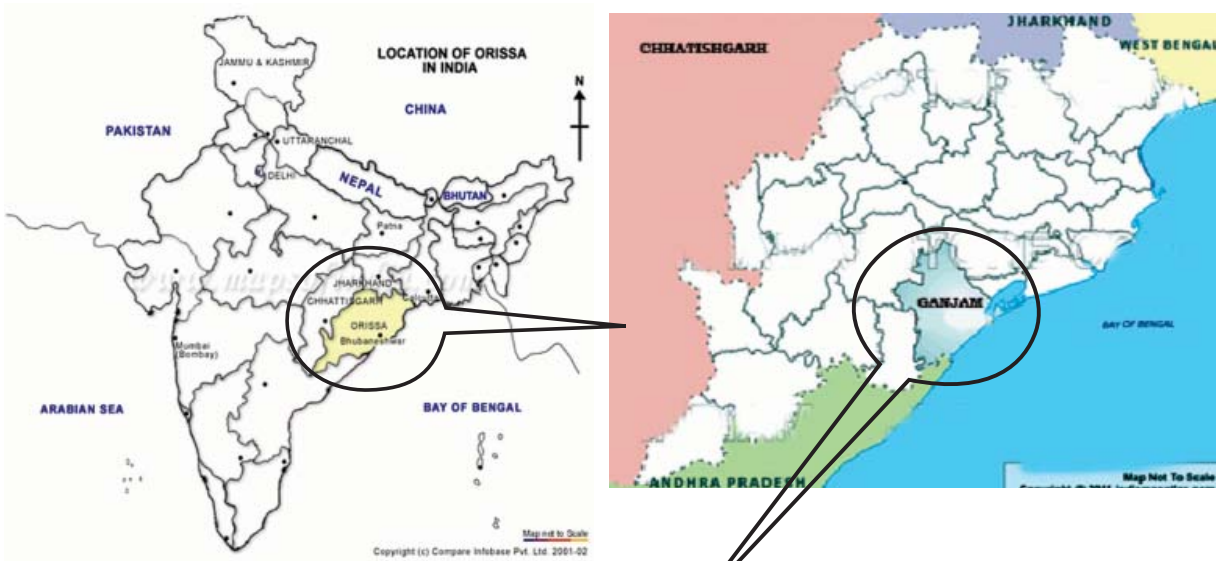 LOCATION OF ORISSA
IN INDIA
N
JAMMU & KASHMIR
CHINA
PAKISTAN
UTTARANCHAL
DELHI
NEPAL
BHUTAN
Patna
JHARKHAND
CHHATTISGARH
ORISSA
Bhubaneshwar
Mumbai
(Bombay)
ARABIAN SEA
BAY OF BENGAL
Map not to Scale
Copyright (c) Compare Infobase Pvt. Ltd. 2001-02
JHARKHAND
CHHATISHGARH
WEST BENGAL
GANJAM
BAY OF BENGAL
ANDHRA PRADESH
Map Not To Scale